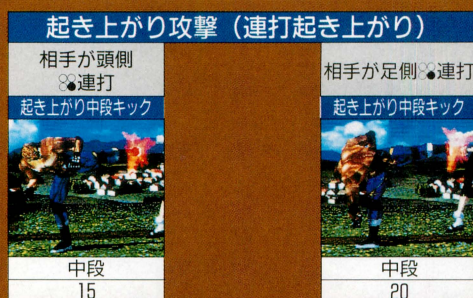 起き上がり攻撃（連打起き上がり）
相手が頭側
連打
起き上がり中段キック
中段
15
相手が足側連打
起き上がり中段キック
中段
20